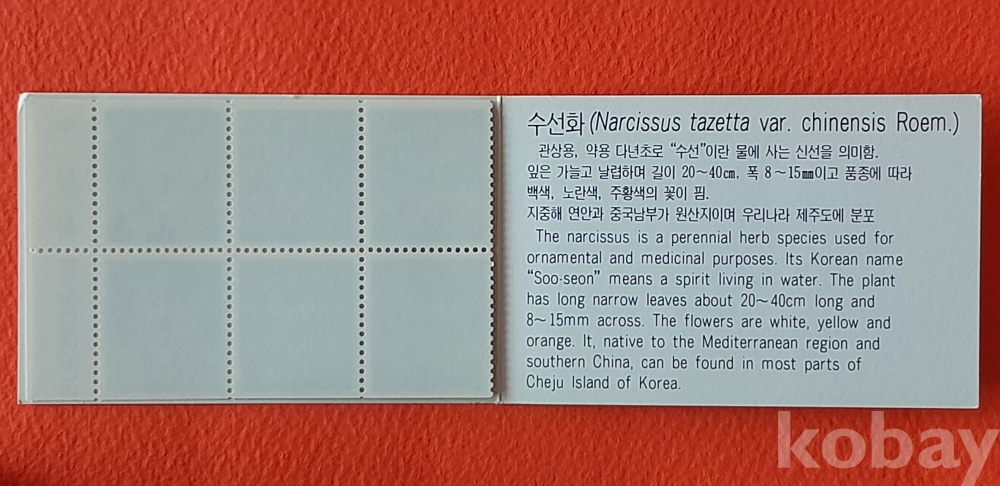 수선화 (Narcissus tazetta var. chinensis Roem.)
관상용, 약용 다년초로 "수선"이란 물에 사는 신선을 의미함.
잎은 가늘고 날렵하며 길이 20~40㎝, 폭 8~15㎜이고 품종에 따라
백색, 노란색, 주황색의 꽃이 핌.
지중해 연안과 중국남부가 원산지이며 우리나라 제주도에 분포
The narcissus is a perennial herb species used for
ornamental and medicinal purposes. Its Korean name
"Soo-seon" means a spirit living in water. The plant
has long narrow leaves about 20~40cm long and
8~15mm across. The flowers are white, yellow and
orange. It, native to the Mediterranean region and
southern China, can be found in most parts of
Cheju Island of Korea.
kobay